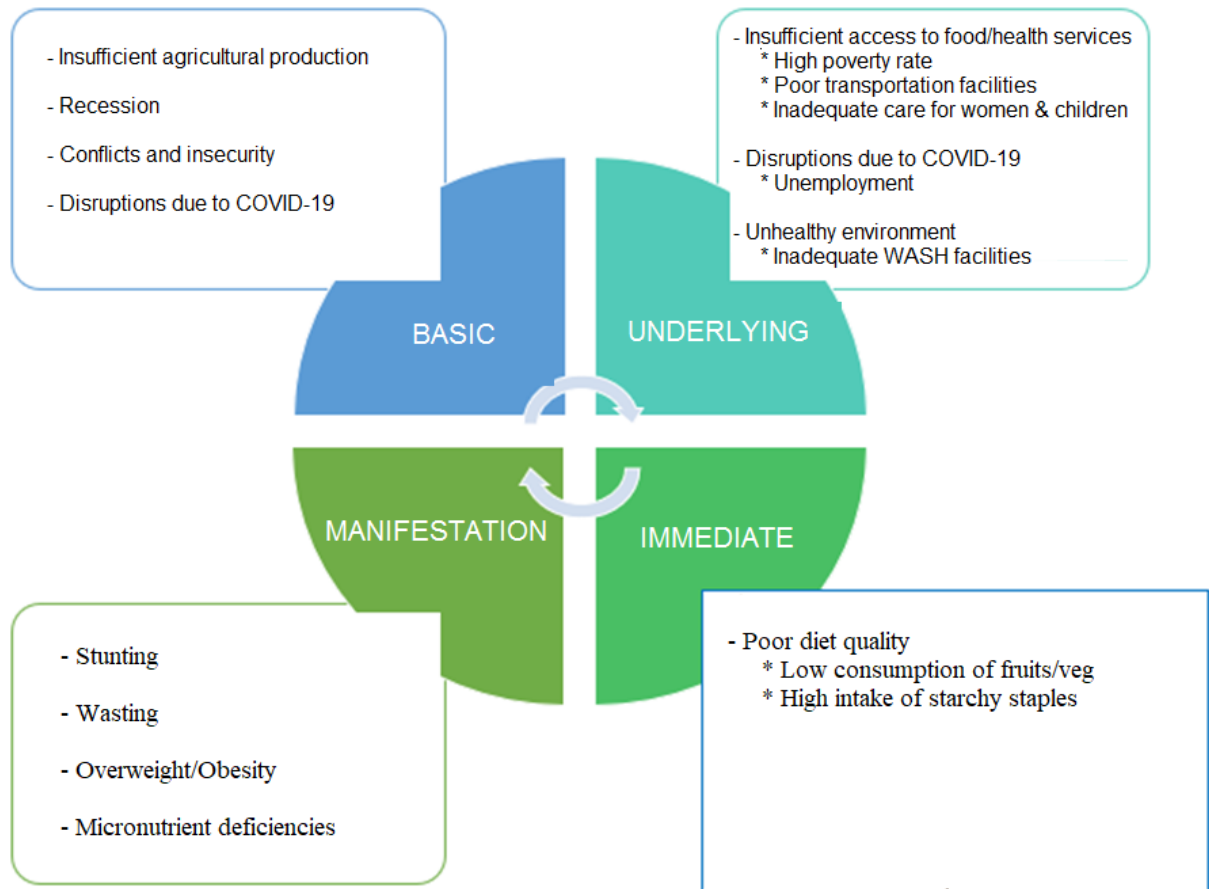 - Insufficient agricultural production
- Recession
- Conflicts and insecurity
- Disruptions due to COVID-19
- Insufficient access to food/health services
* High poverty rate
* Poor transportation facilities
* Inadequate care for women & children
- Disruptions due to COVID-19
* Unemployment
- Unhealthy environment
* Inadequate WASH facilities
BASIC
UNDERLYING
MANIFESTATION
IMMEDIATE
- Stunting
- Wasting
- Overweight/Obesity
- Micronutrient deficiencies
- Poor diet quality
* Low consumption of fruits/veg
* High intake of starchy staples